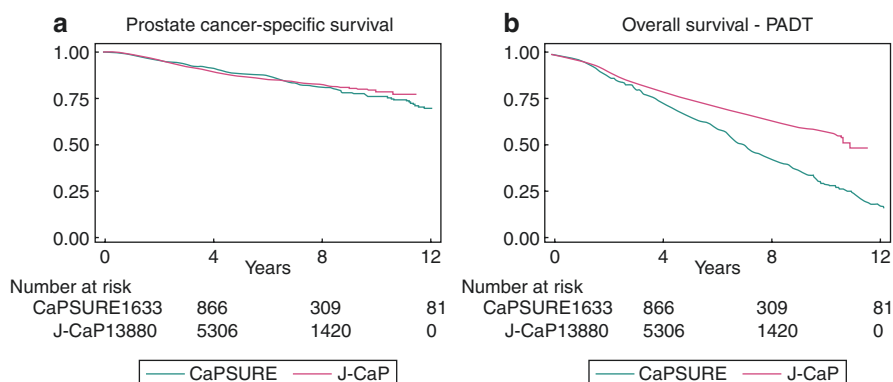 a Prostate cancer-specific survival
1.00
0.75
0.50
0.25
0.00
0 4 8 12
Years
Number at risk
CaPSURE1633 866 309 81
J-CaP13880 5306 1420 0
CaPSURE J-CaP
b Overall survival - PADT
1.00
0.75
0.50
0.25
0.00
0 4 8 12
Years
Number at risk
CaPSURE1633 866 309 81
J-CaP13880 5306 1420 0
CaPSURE J-CaP